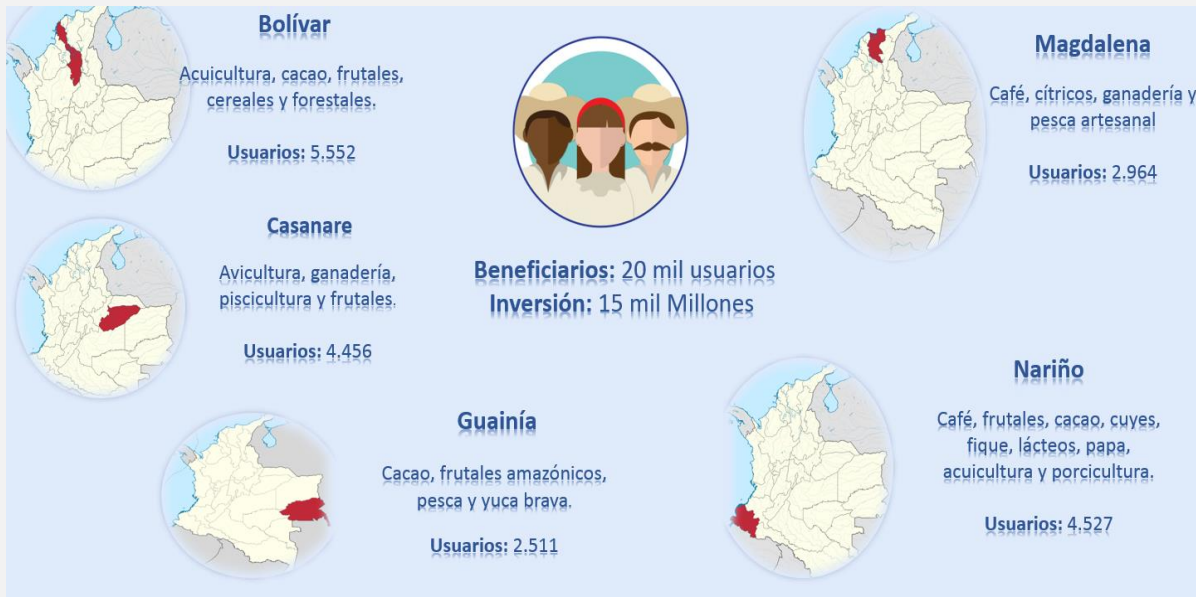 Bolívar
Acuicultura, cacao, frutales,
cereales y forestales.
Usuarios: 5.552
Casanare
Avicultura, ganadería,
piscicultura y frutales.
Usuarios: 4.456
Guainía
Cacao, frutales amazónicos,
pesca y yuca brava.
Usuarios: 2.511
Beneficiarios: 20 mil usuarios
Inversión: 15 mil Millones
Magdalena
Café, cítricos, ganadería y
pesca artesanal
Usuarios: 2.964
Nariño
Café, frutales, cacao, cuyes,
fique, lácteos, papa,
acuicultura y porcicultura.
Usuarios: 4.527